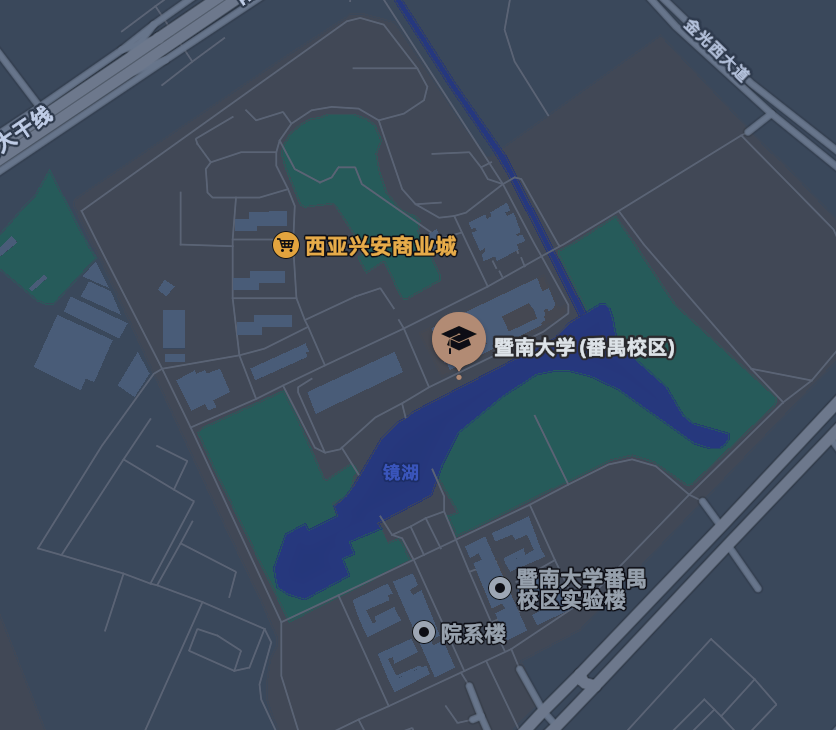 金光西大道
大干线
西亚兴安商业城
暨南大学(番禺校区)
镜湖
暨南大学番禺
校区实验楼
院系楼